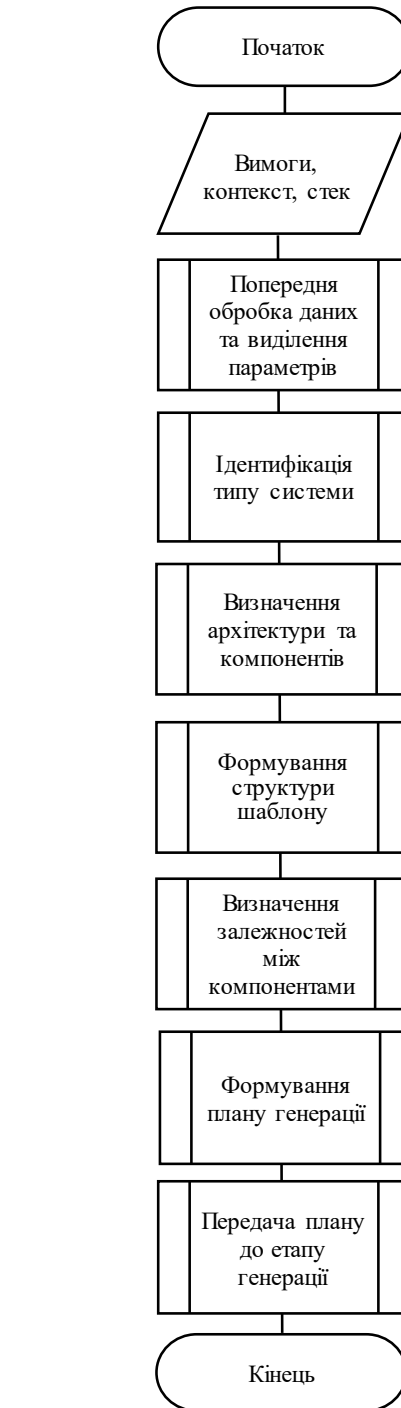 Початок
Вимоги,
контекст, стек
Попередня
обробка даних
та виділення
параметрів
Ідентифікація
типу системи
Визначення
архітектури та
компонентів
Формування
структури
шаблону
Визначення
залежностей
між
компонентами
Формування
плану генерації
Передача плану
до етапу
генерації
Кінець